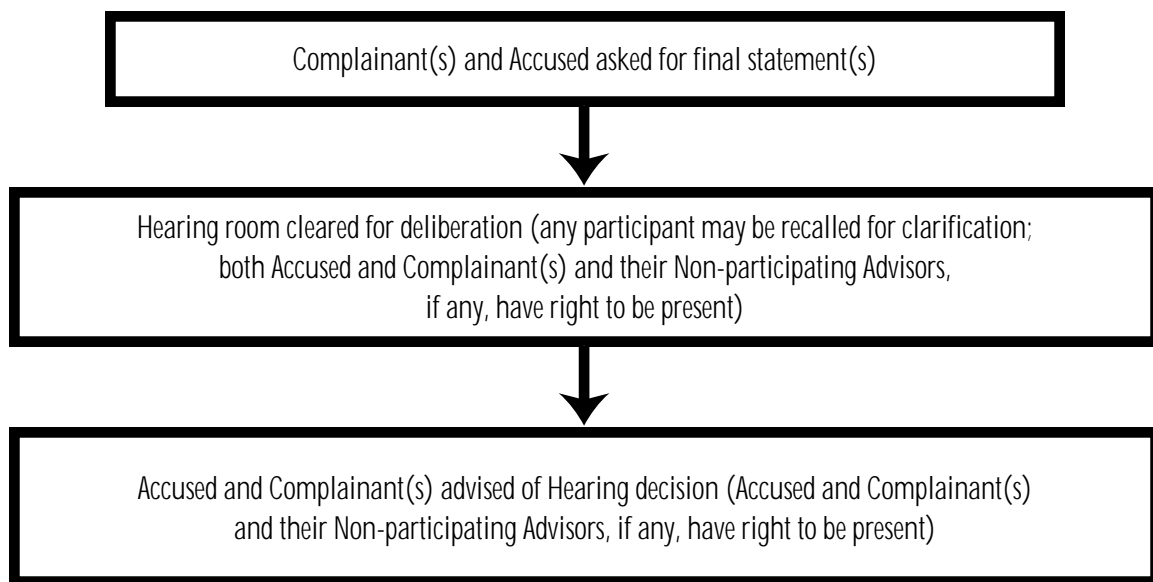 Complainant(s) and Accused asked for final statement(s)
Hearing room cleared for deliberation (any participant may be recalled for clarification;
both Accused and Complainant(s) and their Non-participating Advisors,
if any, have right to be present)
Accused and Complainant(s) advised of Hearing decision (Accused and Complainant(s)
and their Non-participating Advisors, if any, have right to be present)